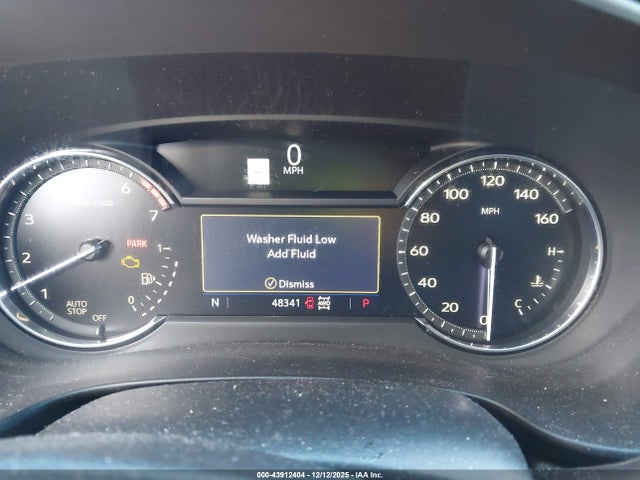 0
MPH
Washer Fluid Low
Add Fluid
Dismiss
N 48341 AWD P
1 2 3 6 7
PARK
1
0
AUTO
STOP
OFF
0 20 40 60 80 100 120 140 160
MPH
H
C
000-43912404 - 12/12/2025 - IAA Inc.